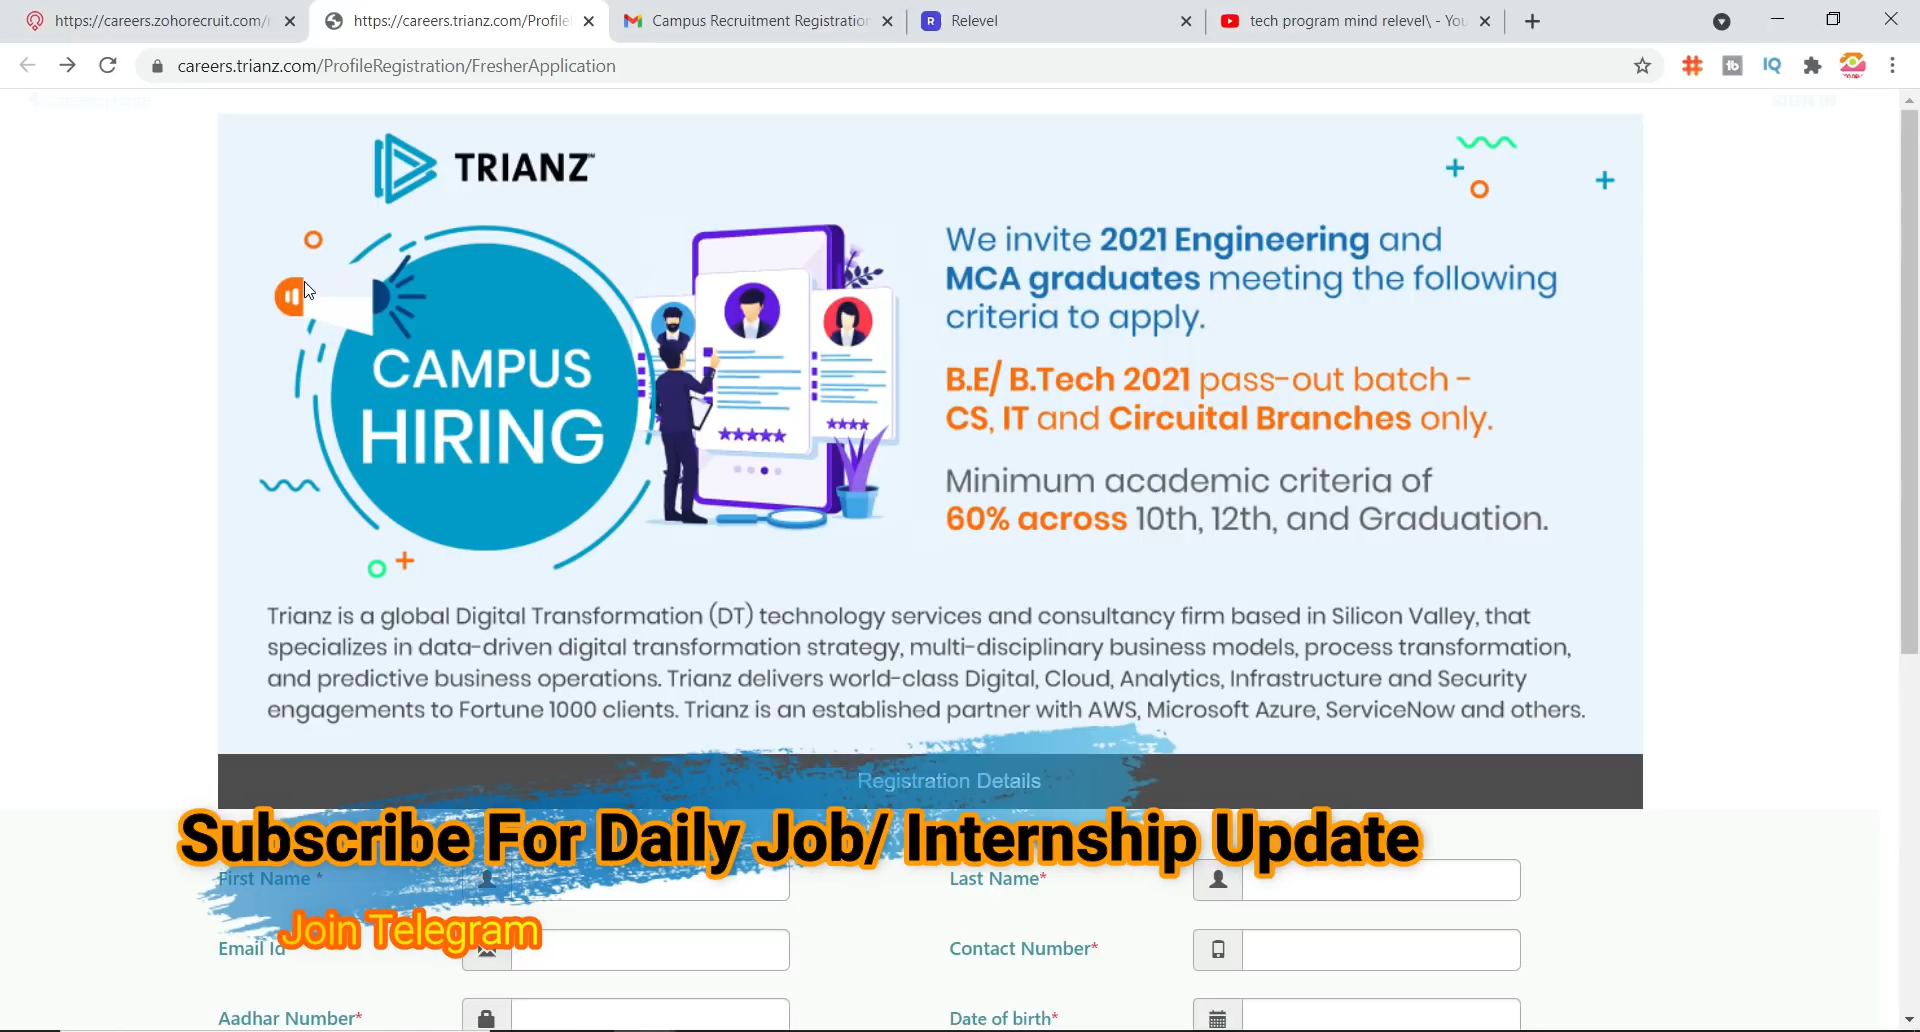 https://careers.zohorecruit.com/r
https://careers.trianz.com/Profile
Campus Recruitment Registration
Relevel
tech program mind relevel\ - You
careers.trianz.com/ProfileRegistration/FresherApplication
TRIANZ
We invite 2021 Engineering and
MCA graduates meeting the following
criteria to apply.
CAMPUS
HIRING
B.E/ B.Tech 2021 pass-out batch -
CS, IT and Circuital Branches only.
Minimum academic criteria of
60% across 10th, 12th, and Graduation.
Trianz is a global Digital Transformation (DT) technology services and consultancy firm based in Silicon Valley, that
specializes in data-driven digital transformation strategy, multi-disciplinary business models, process transformation,
and predictive business operations. Trianz delivers world-class Digital, Cloud, Analytics, Infrastructure and Security
engagements to Fortune 1000 clients. Trianz is an established partner with AWS, Microsoft Azure, ServiceNow and others.
Registration Details
Subscribe For Daily Job/ Internship Update
First Name *
Last Name*
Join Telegram
Email Id
Contact Number*
Aadhar Number*
Date of birth*